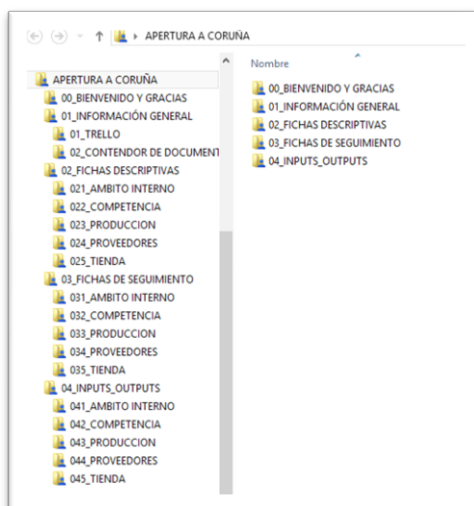 APERTURA A CORUÑA
APERTURA A CORUÑA
00_BIENVENIDO Y GRACIAS
01_INFORMACIÓN GENERAL
01_TRELLO
02_CONTENDOR DE DOCUMENT
02_FICHAS DESCRIPTIVAS
021_AMBITO INTERNO
022_COMPETENCIA
023_PRODUCCION
024_PROVEEDORES
025_TIENDA
03_FICHAS DE SEGUIMIENTO
031_AMBITO INTERNO
032_COMPETENCIA
033_PRODUCCION
034_PROVEEDORES
035_TIENDA
04_INPUTS_OUTPUTS
041_AMBITO INTERNO
042_COMPETENCIA
043_PRODUCCION
044_PROVEEDORES
045_TIENDA
Nombre
00_BIENVENIDO Y GRACIAS
01_INFORMACIÓN GENERAL
02_FICHAS DESCRIPTIVAS
03_FICHAS DE SEGUIMIENTO
04_INPUTS_OUTPUTS